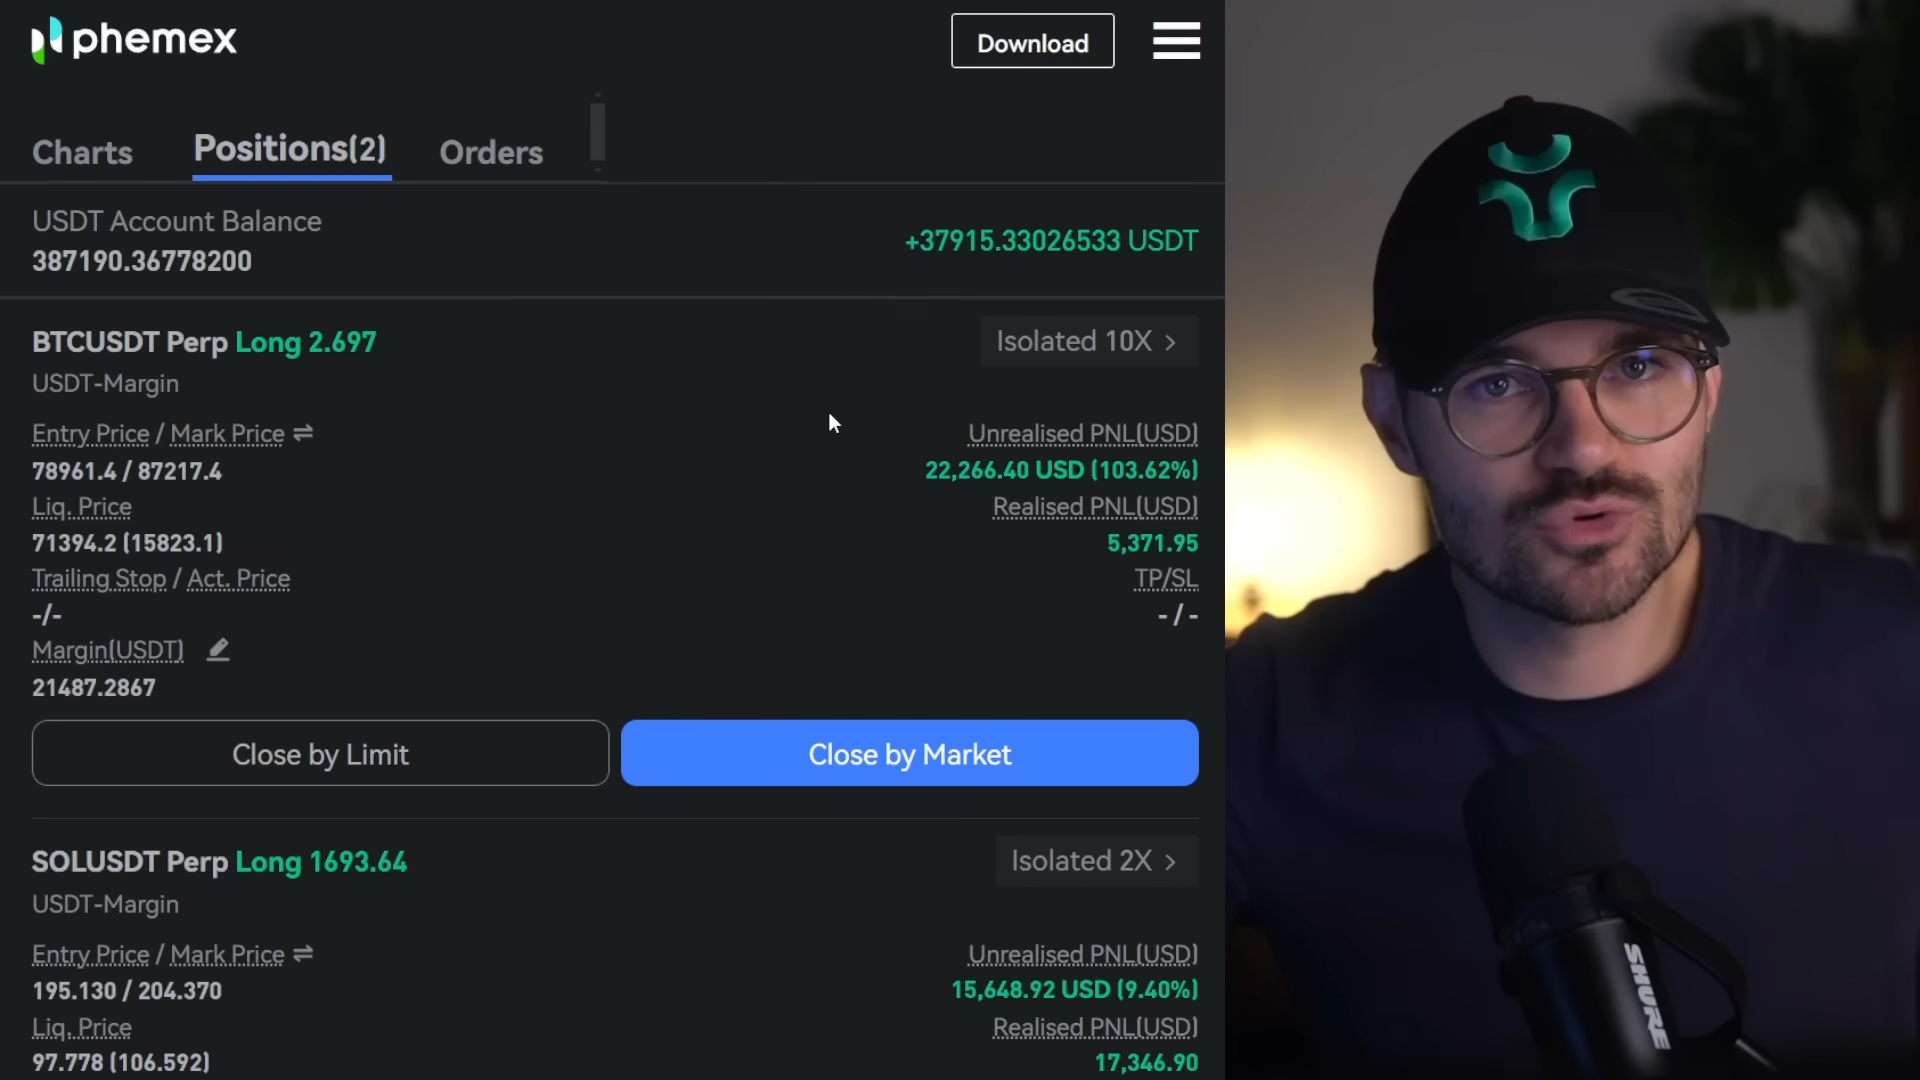 phemex
Download
Charts
Positions(2)
Orders
USDT Account Balance
387190.36778200
+37915.33026533 USDT
BTCUSDT Perp Long 2.697
Isolated 10X >
USDT-Margin
Entry Price / Mark Price ⇌
Unrealised PNL(USD)
78961.4 / 87217.4
22,266.40 USD (103.62%)
Liq. Price
Realised PNL(USD)
71394.2 (15823.1)
5,371.95
Trailing Stop / Act. Price
TP/SL
-/-
- / -
Margin(USDT)
21487.2867
Close by Limit
Close by Market
SOLUSDT Perp Long 1693.64
Isolated 2X >
USDT-Margin
Entry Price / Mark Price ⇌
Unrealised PNL(USD)
195.130 / 204.370
15,648.92 USD (9.40%)
Liq. Price
Realised PNL(USD)
97.778 (106.592)
17,346.90
SHURE